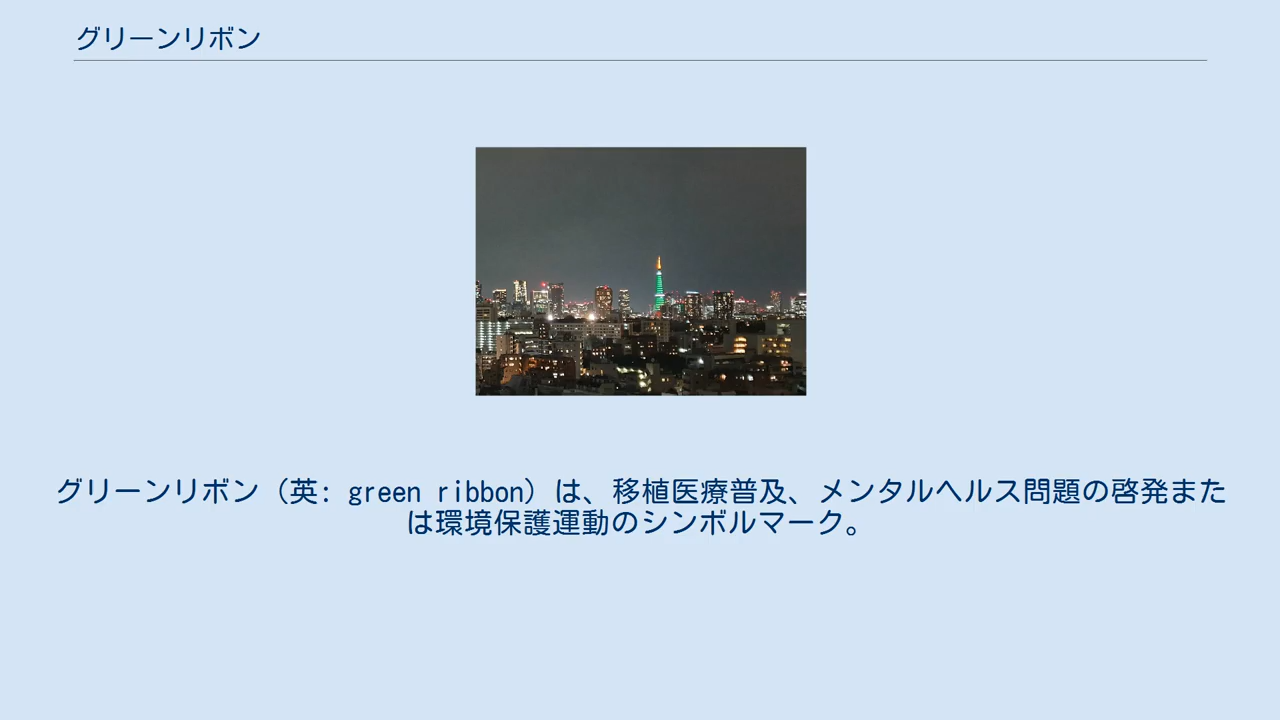 グリーンリボン
グリーンリボン（英: green ribbon）は、移植医療普及、メンタルヘルス問題の啓発また
は環境保護運動のシンボルマーク。